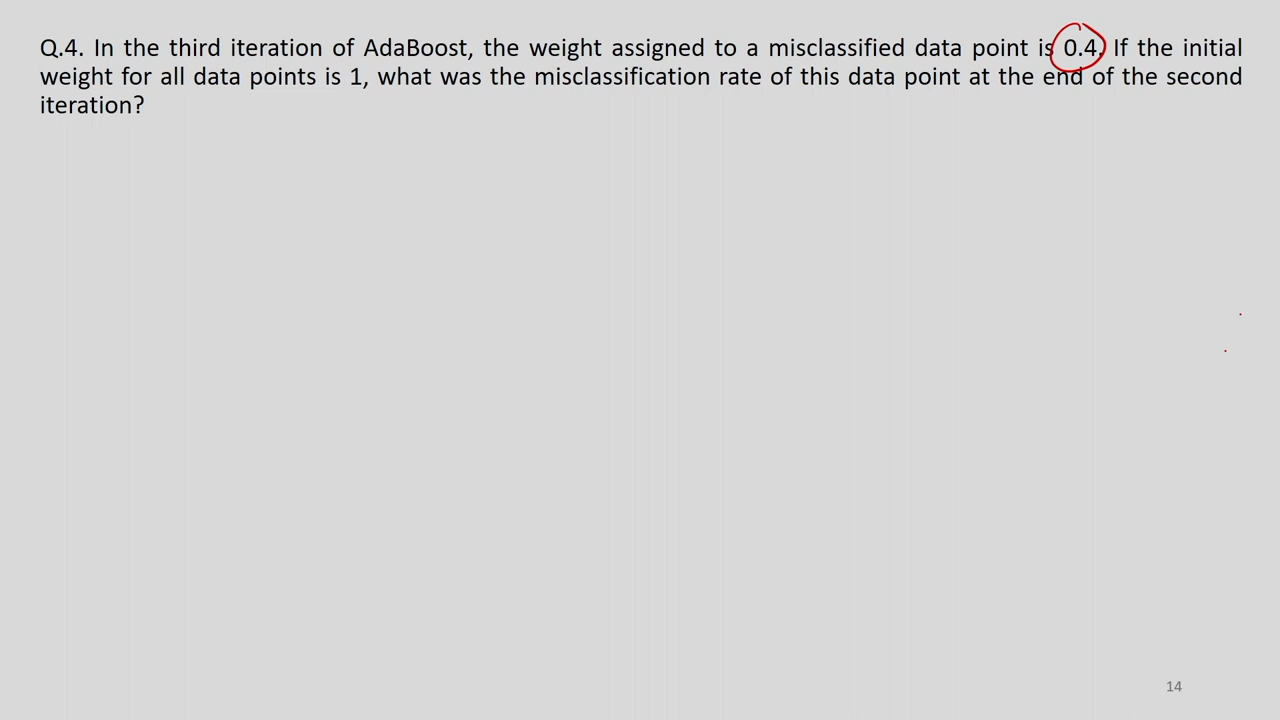 Q.4. In the third iteration of AdaBoost, the weight assigned to a misclassified data point is 0.4. If the initial
weight for all data points is 1, what was the misclassification rate of this data point at the end of the second
iteration?
14